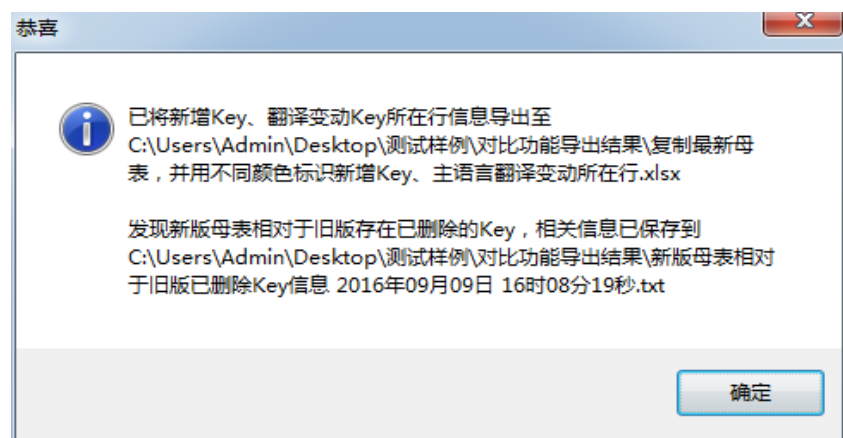 恭喜
已将新增Key、翻译变动Key所在行信息导出至
C:\Users\Admin\Desktop\测试样例\对比功能导出结果\复制最新母
表，并用不同颜色标识新增Key、主语言翻译变动所在行.xlsx
发现新版母表相对于旧版存在已删除的Key，相关信息已保存到
C:\Users\Admin\Desktop\测试样例\对比功能导出结果\新版母表相对
于旧版已删除Key信息 2016年09月09日 16时08分19秒.txt
确定